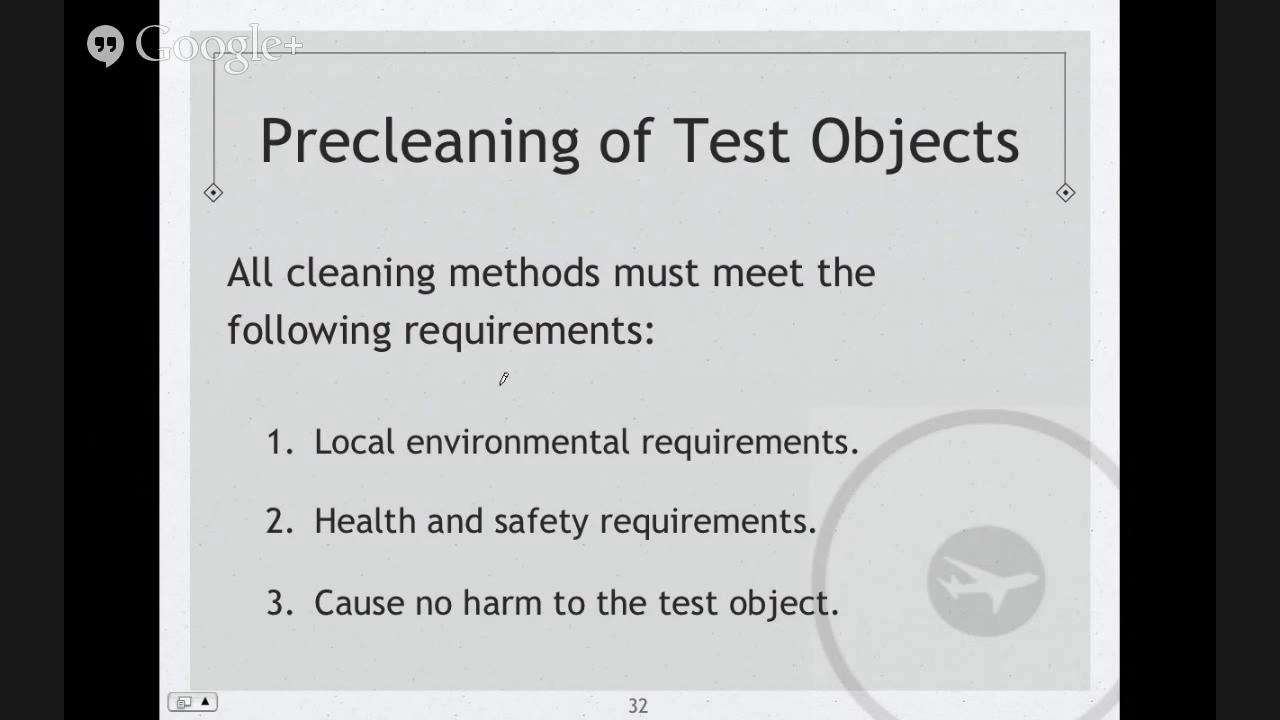 Google+
Precleaning of Test Objects
All cleaning methods must meet the
following requirements:
1. Local environmental requirements.
2. Health and safety requirements.
3. Cause no harm to the test object.
32